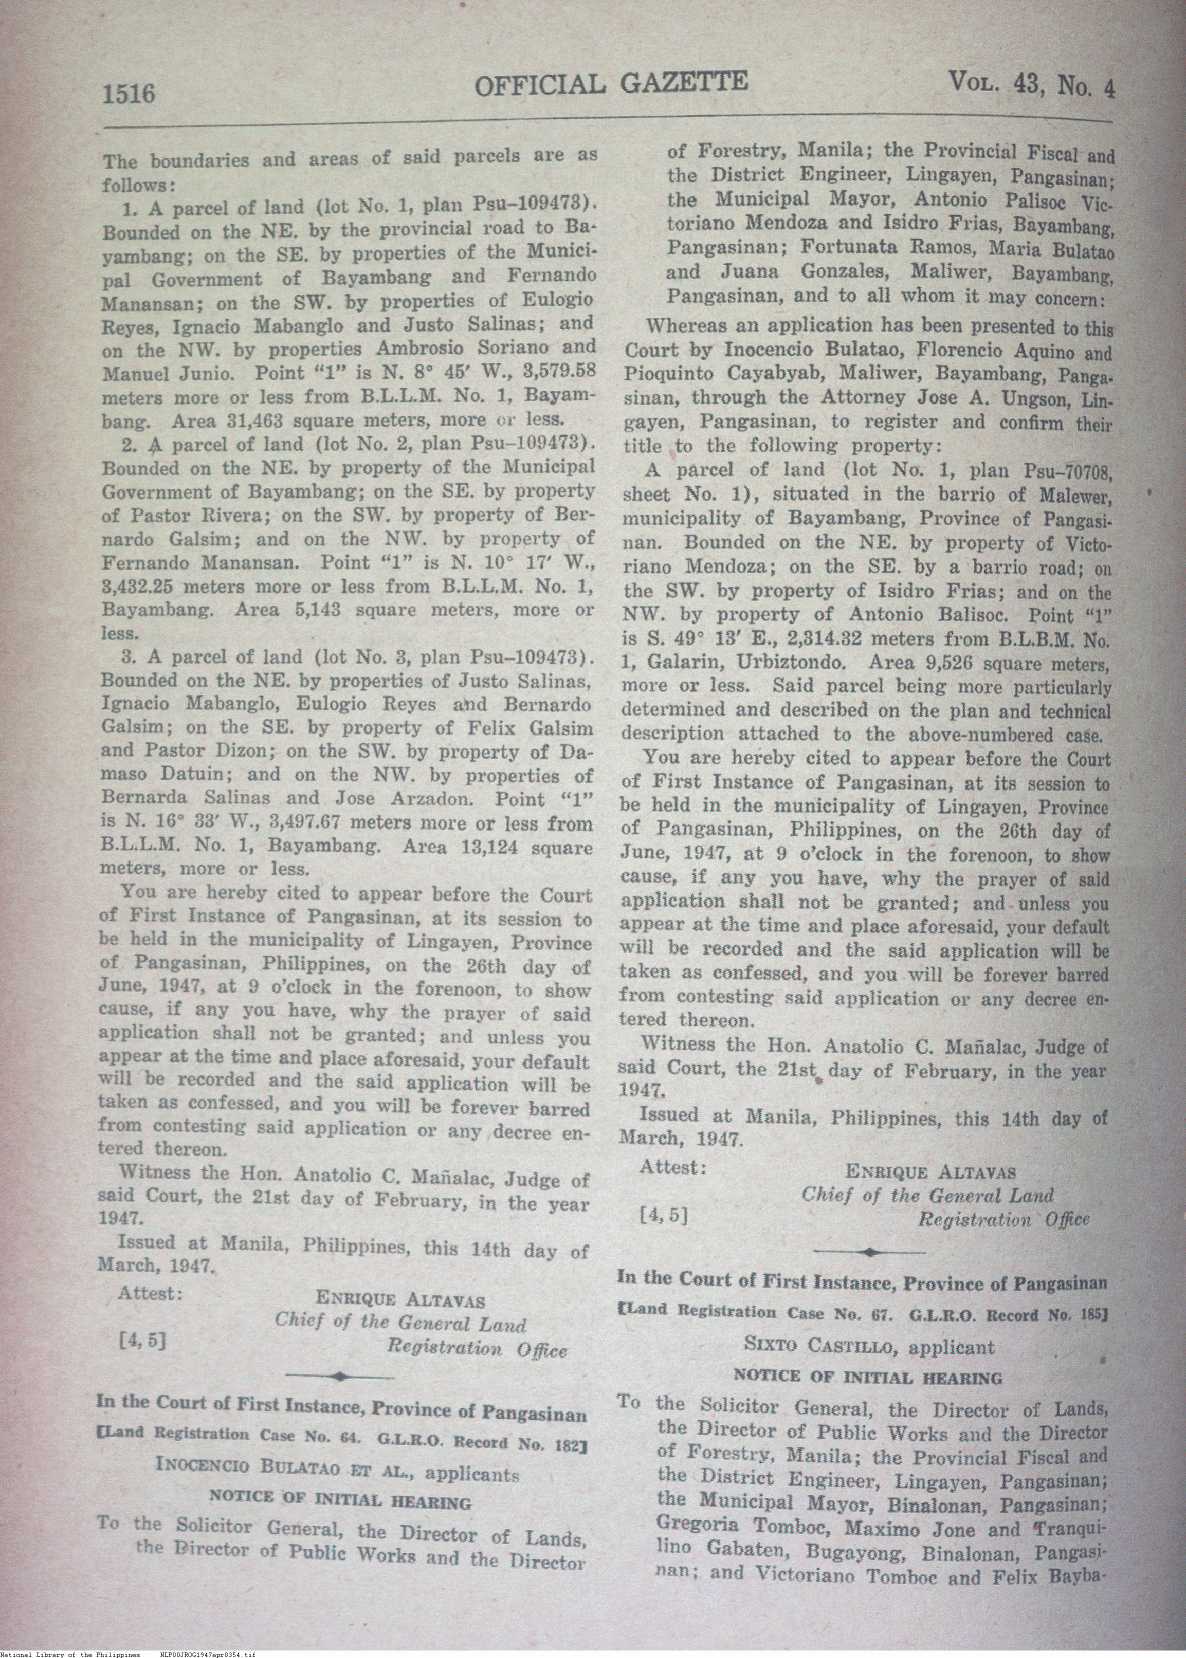 1516
OFFICIAL GAZETTE
VOL. 43, No. 4
The boundaries and areas of said parcels are as
follows:
1. A parcel of land (lot No. 1, plan Psu–109473).
Bounded on the NE. by the provincial road to Ba-
yambang; on the SE. by properties of the Munici-
pal Government of Bayambang and Fernando
Manansan; on the SW. by properties of Eulogio
Reyes, Ignacio Mabanglo and Justo Salinas; and
on the NW. by properties Ambrosio Soriano and
Manuel Junio. Point “1” is N. 8° 45′ W., 3,579.58
meters more or less from B.L.L.M. No. 1, Bayam-
bang. Area 31,463 square meters, more or less.
2. A parcel of land (lot No. 2, plan Psu–109473).
Bounded on the NE. by property of the Municipal
Government of Bayambang; on the SE. by property
of Pastor Rivera; on the SW. by property of Ber-
nardo Galsim; and on the NW. by property of
Fernando Manansan. Point “1” is N. 10° 17′ W.,
3,432.25 meters more or less from B.L.L.M. No. 1,
Bayambang. Area 5,143 square meters, more or
less.
3. A parcel of land (lot No. 3, plan Psu–109473).
Bounded on the NE. by properties of Justo Salinas,
Ignacio Mabanglo, Eulogio Reyes and Bernardo
Galsim; on the SE. by property of Felix Galsim
and Pastor Dizon; on the SW. by property of Da-
maso Datuin; and on the NW. by properties of
Bernarda Salinas and Jose Arzadon. Point “1”
is N. 16° 33′ W., 3,497.67 meters more or less from
B.L.L.M. No. 1, Bayambang. Area 13,124 square
meters, more or less.
You are hereby cited to appear before the Court
of First Instance of Pangasinan, at its session to
be held in the municipality of Lingayen, Province
of Pangasinan, Philippines, on the 26th day of
June, 1947, at 9 o’clock in the forenoon, to show
cause, if any you have, why the prayer of said
application shall not be granted; and unless you
appear at the time and place aforesaid, your default
will be recorded and the said application will be
taken as confessed, and you will be forever barred
from contesting said application or any decree en-
tered thereon.
Witness the Hon. Anatolio C. Mañalac, Judge of
said Court, the 21st day of February, in the year
1947.
Issued at Manila, Philippines, this 14th day of
March, 1947.
Attest:
ENRIQUE ALTAVAS
Chief of the General Land
[4, 5]
Registration Office
In the Court of First Instance, Province of Pangasinan
[Land Registration Case No. 64. G.L.R.O. Record No. 182]
INOCENCIO BULATAO ET AL., applicants
NOTICE OF INITIAL HEARING
To the Solicitor General, the Director of Lands,
the Director of Public Works and the Director
of Forestry, Manila; the Provincial Fiscal and
the District Engineer, Lingayen, Pangasinan;
the Municipal Mayor, Antonio Palisoc Vic-
toriano Mendoza and Isidro Frias, Bayambang,
Pangasinan; Fortunata Ramos, Maria Bulatao
and Juana Gonzales, Maliwer, Bayambang,
Pangasinan, and to all whom it may concern:
Whereas an application has been presented to this
Court by Inocencio Bulatao, Florencio Aquino and
Pioquinto Cayabyab, Maliwer, Bayambang, Panga-
sinan, through the Attorney Jose A. Ungson, Lin-
gayen, Pangasinan, to register and confirm their
title to the following property:
A parcel of land (lot No. 1, plan Psu–70708,
sheet No. 1), situated in the barrio of Malewer,
municipality of Bayambang, Province of Pangasi-
nan. Bounded on the NE. by property of Victo-
riano Mendoza; on the SE. by a barrio road; on
the SW. by property of Isidro Frias; and on the
NW. by property of Antonio Balisoc. Point “1”
is S. 49° 13′ E., 2,314.32 meters from B.L.B.M. No.
1, Galarin, Urbiztondo. Area 9,526 square meters,
more or less. Said parcel being more particularly
determined and described on the plan and technical
description attached to the above-numbered case.
You are hereby cited to appear before the Court
of First Instance of Pangasinan, at its session to
be held in the municipality of Lingayen, Province
of Pangasinan, Philippines, on the 26th day of
June, 1947, at 9 o’clock in the forenoon, to show
cause, if any you have, why the prayer of said
application shall not be granted; and unless you
appear at the time and place aforesaid, your default
will be recorded and the said application will be
taken as confessed, and you will be forever barred
from contesting said application or any decree en-
tered thereon.
Witness the Hon. Anatolio C. Mañalac, Judge of
said Court, the 21st day of February, in the year
1947.
Issued at Manila, Philippines, this 14th day of
March, 1947.
Attest:
ENRIQUE ALTAVAS
Chief of the General Land
[4, 5]
Registration Office
In the Court of First Instance, Province of Pangasinan
[Land Registration Case No. 67. G.L.R.O. Record No. 185]
SIXTO CASTILLO, applicant
NOTICE OF INITIAL HEARING
To the Solicitor General, the Director of Lands,
the Director of Public Works and the Director
of Forestry, Manila; the Provincial Fiscal and
the District Engineer, Lingayen, Pangasinan;
the Municipal Mayor, Binalonan, Pangasinan;
Gregoria Tomboc, Maximo Jone and Tranqui-
lino Gabaten, Bugayong, Binalonan, Pangasi-
nan; and Victoriano Tomboc and Felix Bayba-
National Library of the Philippines NLP00JROG1947apr0354.tif